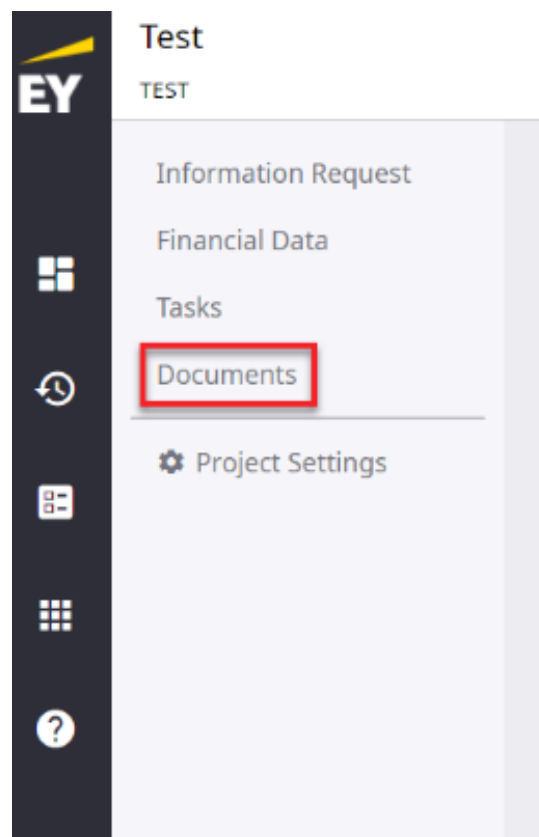 EY
Test
TEST
Information Request
Financial Data
Tasks
Documents
Project Settings
?